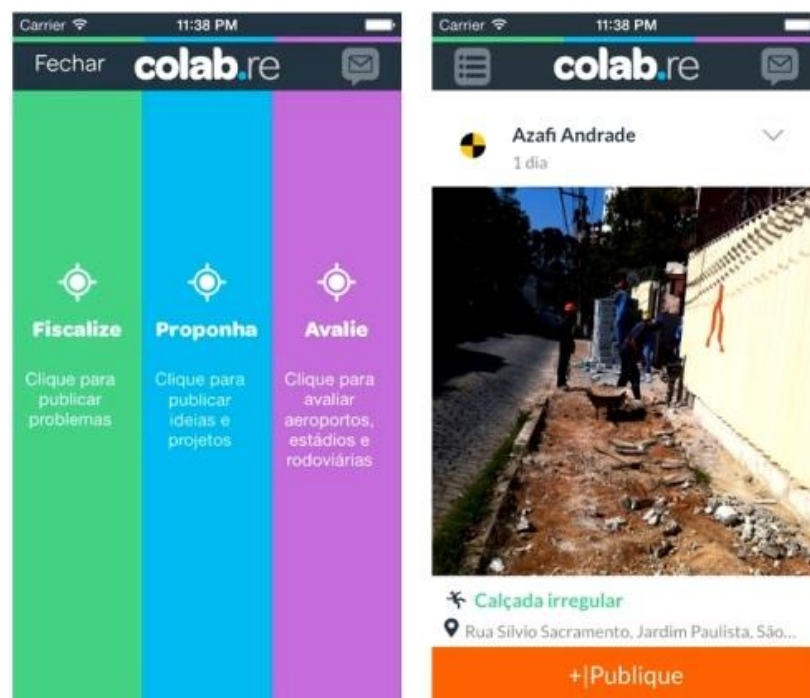 Carrier 11:38 PM
Fechar colab.re
Fiscalize
Clique para
publicar
problemas
Proponha
Clique para
publicar
ideias e
projetos
Avalie
Clique para
avaliar
aeroportos,
estádios e
rodoviárias
Carrier 11:38 PM
colab.re
Azafi Andrade
1 dia
Calçada irregular
Rua Sílvio Sacramento, Jardim Paulista, São...
+|Publique